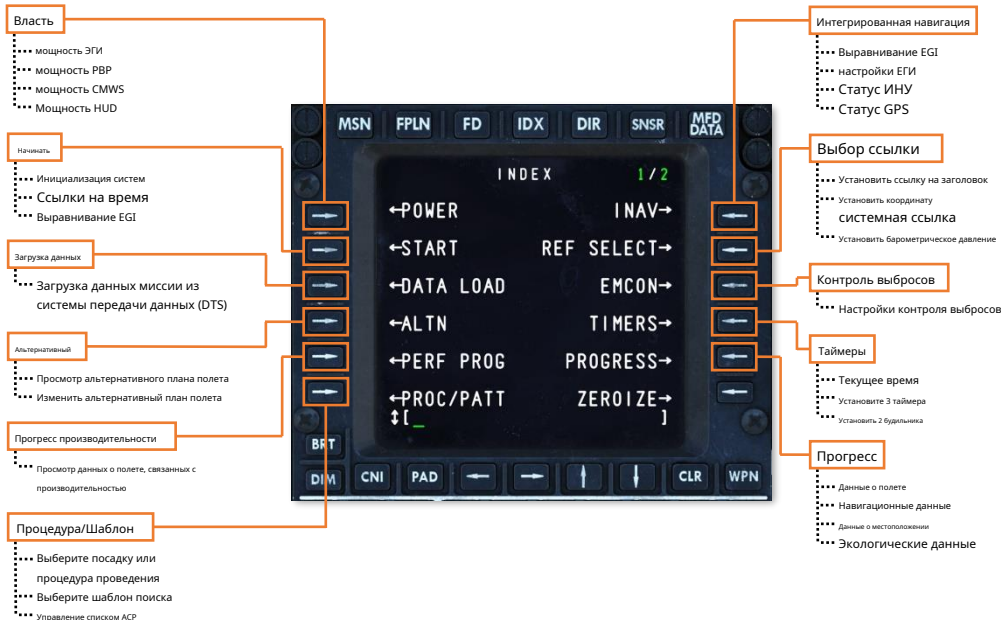 Власть
мощность ЭГИ
мощность РВР
мощность CMWS
Мощность HUD
Начинать
Инициализация систем
Ссылки на время
Выравнивание EGI
Загрузка данных
Загрузка данных миссии из
системы передачи данных (DTS)
Альтернативный
Просмотр альтернативного плана полета
Изменить альтернативный план полета
Прогресс производительности
Просмотр данных о полете, связанных с
производительностью
Процедура/Шаблон
Выберите посадку или
процедура проведения
Выберите шаблон поиска
Управление списком ACP
MSN FPLN FD IDX DIR SNSR MFD
DATA
INDEX 1/2
←POWER INAV→
←START REF SELECT→
←DATA LOAD EMCON→
←ALTN TIMERS→
←PERF PROG PROGRESS→
←PROC/PATT ZEROIZE→
↕[_ ]
BRT
DIM CNI PAD ← → ↑ ↓ CLR WPN
Интегрированная навигация
Выравнивание EGI
настройки ЕГИ
Статус ИНУ
Статус GPS
Выбор ссылки
Установить ссылку на заголовок
Установить координату
системная ссылка
Установить барометрическое давление
Контроль выбросов
Настройки контроля выбросов
Таймеры
Текущее время
Установите 3 таймера
Установить 2 будильника
Прогресс
Данные о полете
Навигационные данные
Данные о местоположении
Экологические данные